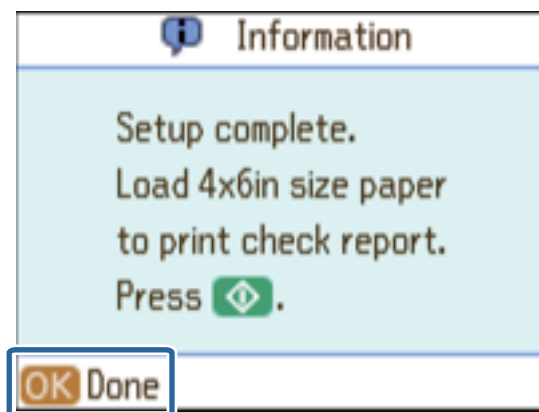 Information
Setup complete.
Load 4x6in size paper
to print check report.
Press .
OK Done